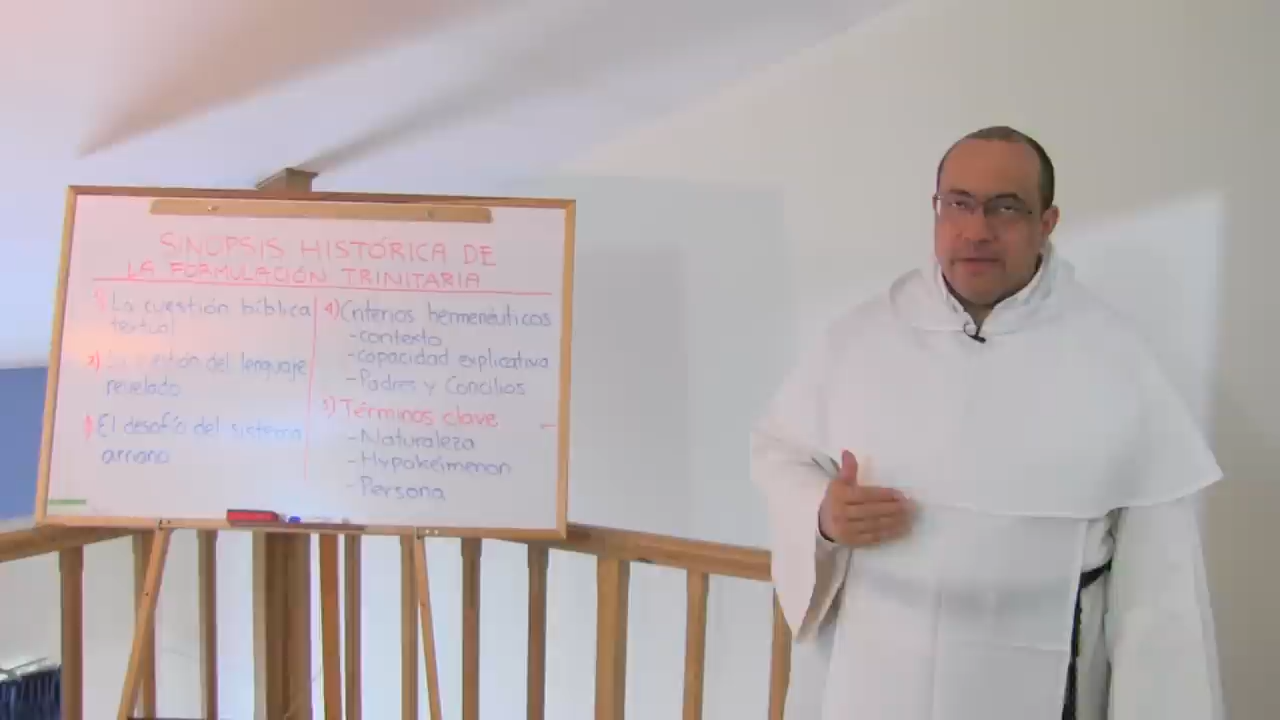 SINOPSIS HISTÓRICA DE
LA FORMULACIÓN TRINITARIA
1) La cuestión bíblica
textual
2) La cuestión del lenguaje
revelado
3) El desafío del sistema
arriano
4) Criterios hermenéuticos
-contexto
-capacidad explicativa
-Padres y Concilios
5) Términos clave
-Naturaleza
-Hypokéimenon
-Persona